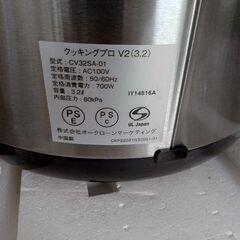 クッキングプロ V2(3.2)
型式：CV32SA-01
定格電圧：AC100V
定格周波数：50/60Hz
定格消費電力：700W
容量：3.2ℓ
内部圧力：80kPa
IY14816A
PS
E
PS
C
UL Japan
株式会社オークローンマーケティング
中国製